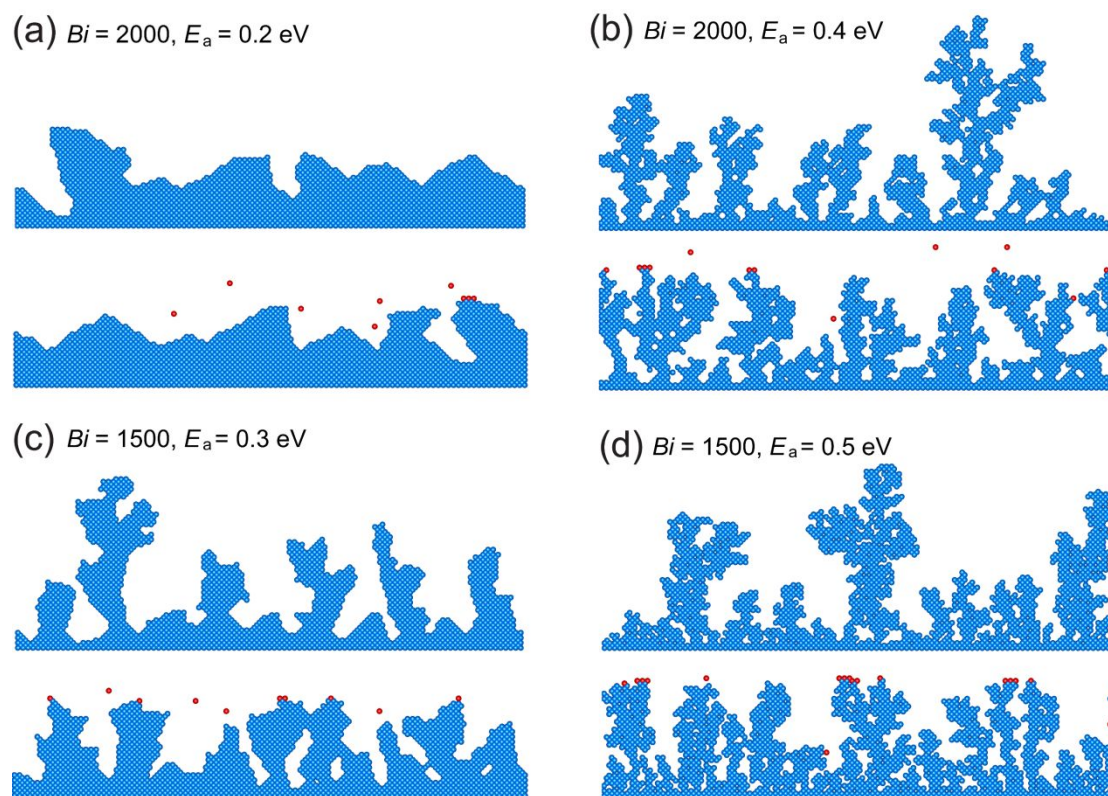 (a) Bi = 2000, Ea = 0.2 eV
(b) Bi = 2000, Ea = 0.4 eV
(c) Bi = 1500, Ea = 0.3 eV
(d) Bi = 1500, Ea = 0.5 eV